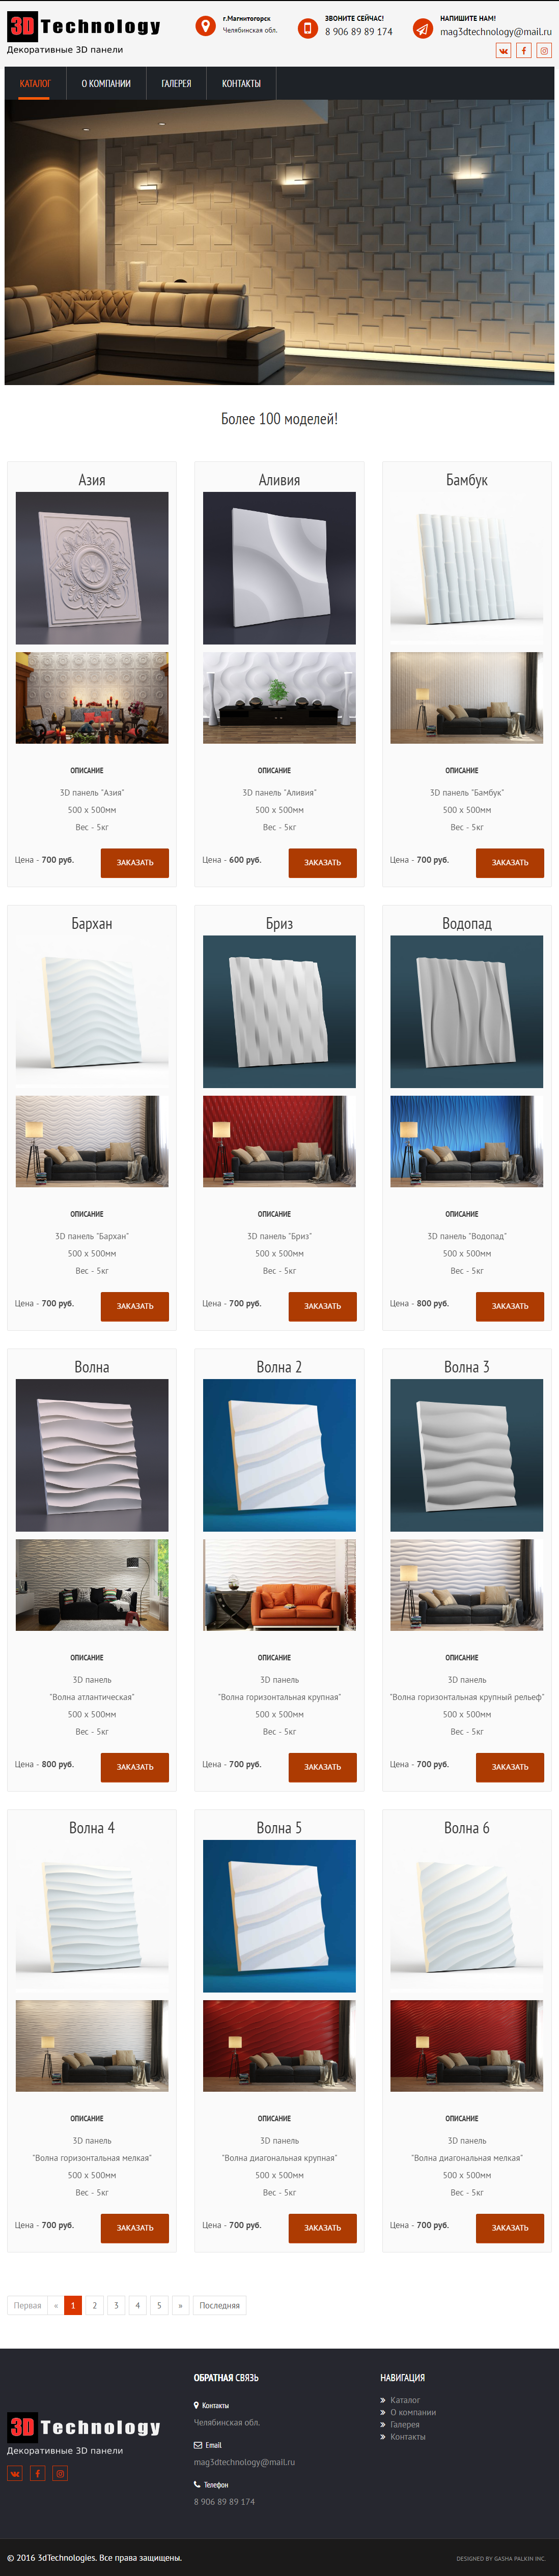 3D Technology
Декоративные 3D панели
г.Магнитогорск
Челябинская обл.
ЗВОНИТЕ СЕЙЧАС!
8 906 89 89 174
НАПИШИТЕ НАМ!
mag3dtechnology@mail.ru
КАТАЛОГ
О КОМПАНИИ
ГАЛЕРЕЯ
КОНТАКТЫ
Более 100 моделей!
Азия
ОПИСАНИЕ
3D панель "Азия"
500 x 500мм
Вес - 5кг
Цена - 700 руб.
ЗАКАЗАТЬ
Аливия
ОПИСАНИЕ
3D панель "Аливия"
500 x 500мм
Вес - 5кг
Цена - 600 руб.
ЗАКАЗАТЬ
Бамбук
ОПИСАНИЕ
3D панель "Бамбук"
500 x 500мм
Вес - 5кг
Цена - 700 руб.
ЗАКАЗАТЬ
Бархан
ОПИСАНИЕ
3D панель "Бархан"
500 x 500мм
Вес - 5кг
Цена - 700 руб.
ЗАКАЗАТЬ
Бриз
ОПИСАНИЕ
3D панель "Бриз"
500 x 500мм
Вес - 5кг
Цена - 700 руб.
ЗАКАЗАТЬ
Водопад
ОПИСАНИЕ
3D панель "Водопад"
500 x 500мм
Вес - 5кг
Цена - 800 руб.
ЗАКАЗАТЬ
Волна
ОПИСАНИЕ
3D панель
"Волна атлантическая"
500 x 500мм
Вес - 5кг
Цена - 800 руб.
ЗАКАЗАТЬ
Волна 2
ОПИСАНИЕ
3D панель
"Волна горизонтальная крупная"
500 x 500мм
Вес - 5кг
Цена - 700 руб.
ЗАКАЗАТЬ
Волна 3
ОПИСАНИЕ
3D панель
"Волна горизонтальная крупный рельеф"
500 x 500мм
Вес - 5кг
Цена - 700 руб.
ЗАКАЗАТЬ
Волна 4
ОПИСАНИЕ
3D панель
"Волна горизонтальная мелкая"
500 x 500мм
Вес - 5кг
Цена - 700 руб.
ЗАКАЗАТЬ
Волна 5
ОПИСАНИЕ
3D панель
"Волна диагональная крупная"
500 x 500мм
Вес - 5кг
Цена - 700 руб.
ЗАКАЗАТЬ
Волна 6
ОПИСАНИЕ
3D панель
"Волна диагональная мелкая"
500 x 500мм
Вес - 5кг
Цена - 700 руб.
ЗАКАЗАТЬ
Первая « 1 2 3 4 5 » Последняя
3D Technology
Декоративные 3D панели
ОБРАТНАЯ СВЯЗЬ
Контакты
Челябинская обл.
Email
mag3dtechnology@mail.ru
Телефон
8 906 89 89 174
НАВИГАЦИЯ
Каталог
О компании
Галерея
Контакты
© 2016 3dTechnologies. Все права защищены.
DESIGNED BY GASHA PALKIN INC.